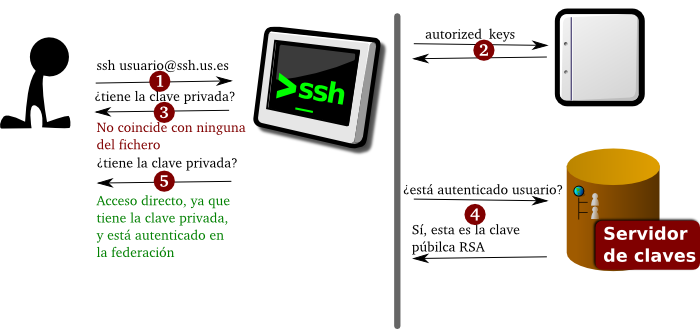 ssh usuario@ssh.us.es
1
¿tiene la clave privada?
3
No coincide con ninguna
del fichero
¿tiene la clave privada?
5
Acceso directo, ya que
tiene la clave privada,
y está autenticado en
la federación
>ssh
autorized_keys
2
¿está autenticado usuario?
4
Sí, esta es la clave
púbilca RSA
Servidor
de claves